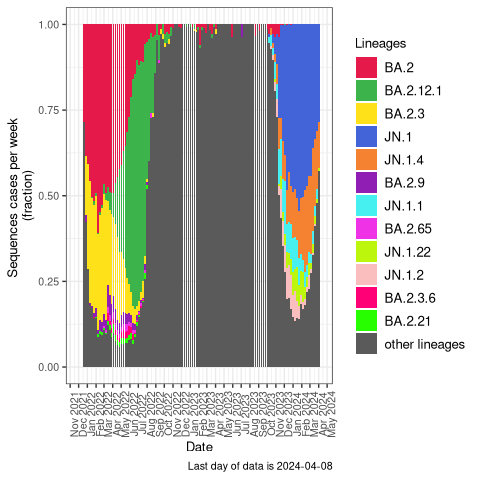 1.00
0.75
0.50
0.25
0.00
Sequences cases per week
(fraction)
Nov 2021
Dec 2021
Jan 2022
Feb 2022
Mar 2022
Apr 2022
May 2022
Jun 2022
Jul 2022
Aug 2022
Sep 2022
Oct 2022
Nov 2022
Dec 2022
Jan 2023
Feb 2023
Mar 2023
Apr 2023
May 2023
Jun 2023
Jul 2023
Aug 2023
Sep 2023
Oct 2023
Nov 2023
Dec 2023
Jan 2024
Feb 2024
Mar 2024
Apr 2024
May 2024
Date
Last day of data is 2024-04-08
Lineages
BA.2
BA.2.12.1
BA.2.3
JN.1
JN.1.4
BA.2.9
JN.1.1
BA.2.65
JN.1.22
JN.1.2
BA.2.3.6
BA.2.21
other lineages